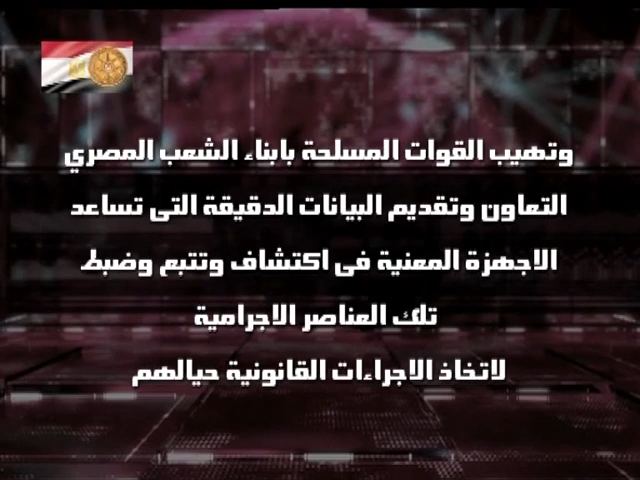 وتهيب القوات المسلحة بابناء الشعب المصري
التعاون وتقديم البيانات الدقيقة التى تساعد
الاجهزة المعنية فى اكتشاف وتتبع وضبط
تلك العناصر الاجرامية
لاتخاذ الاجراءات القانونية حيالهم